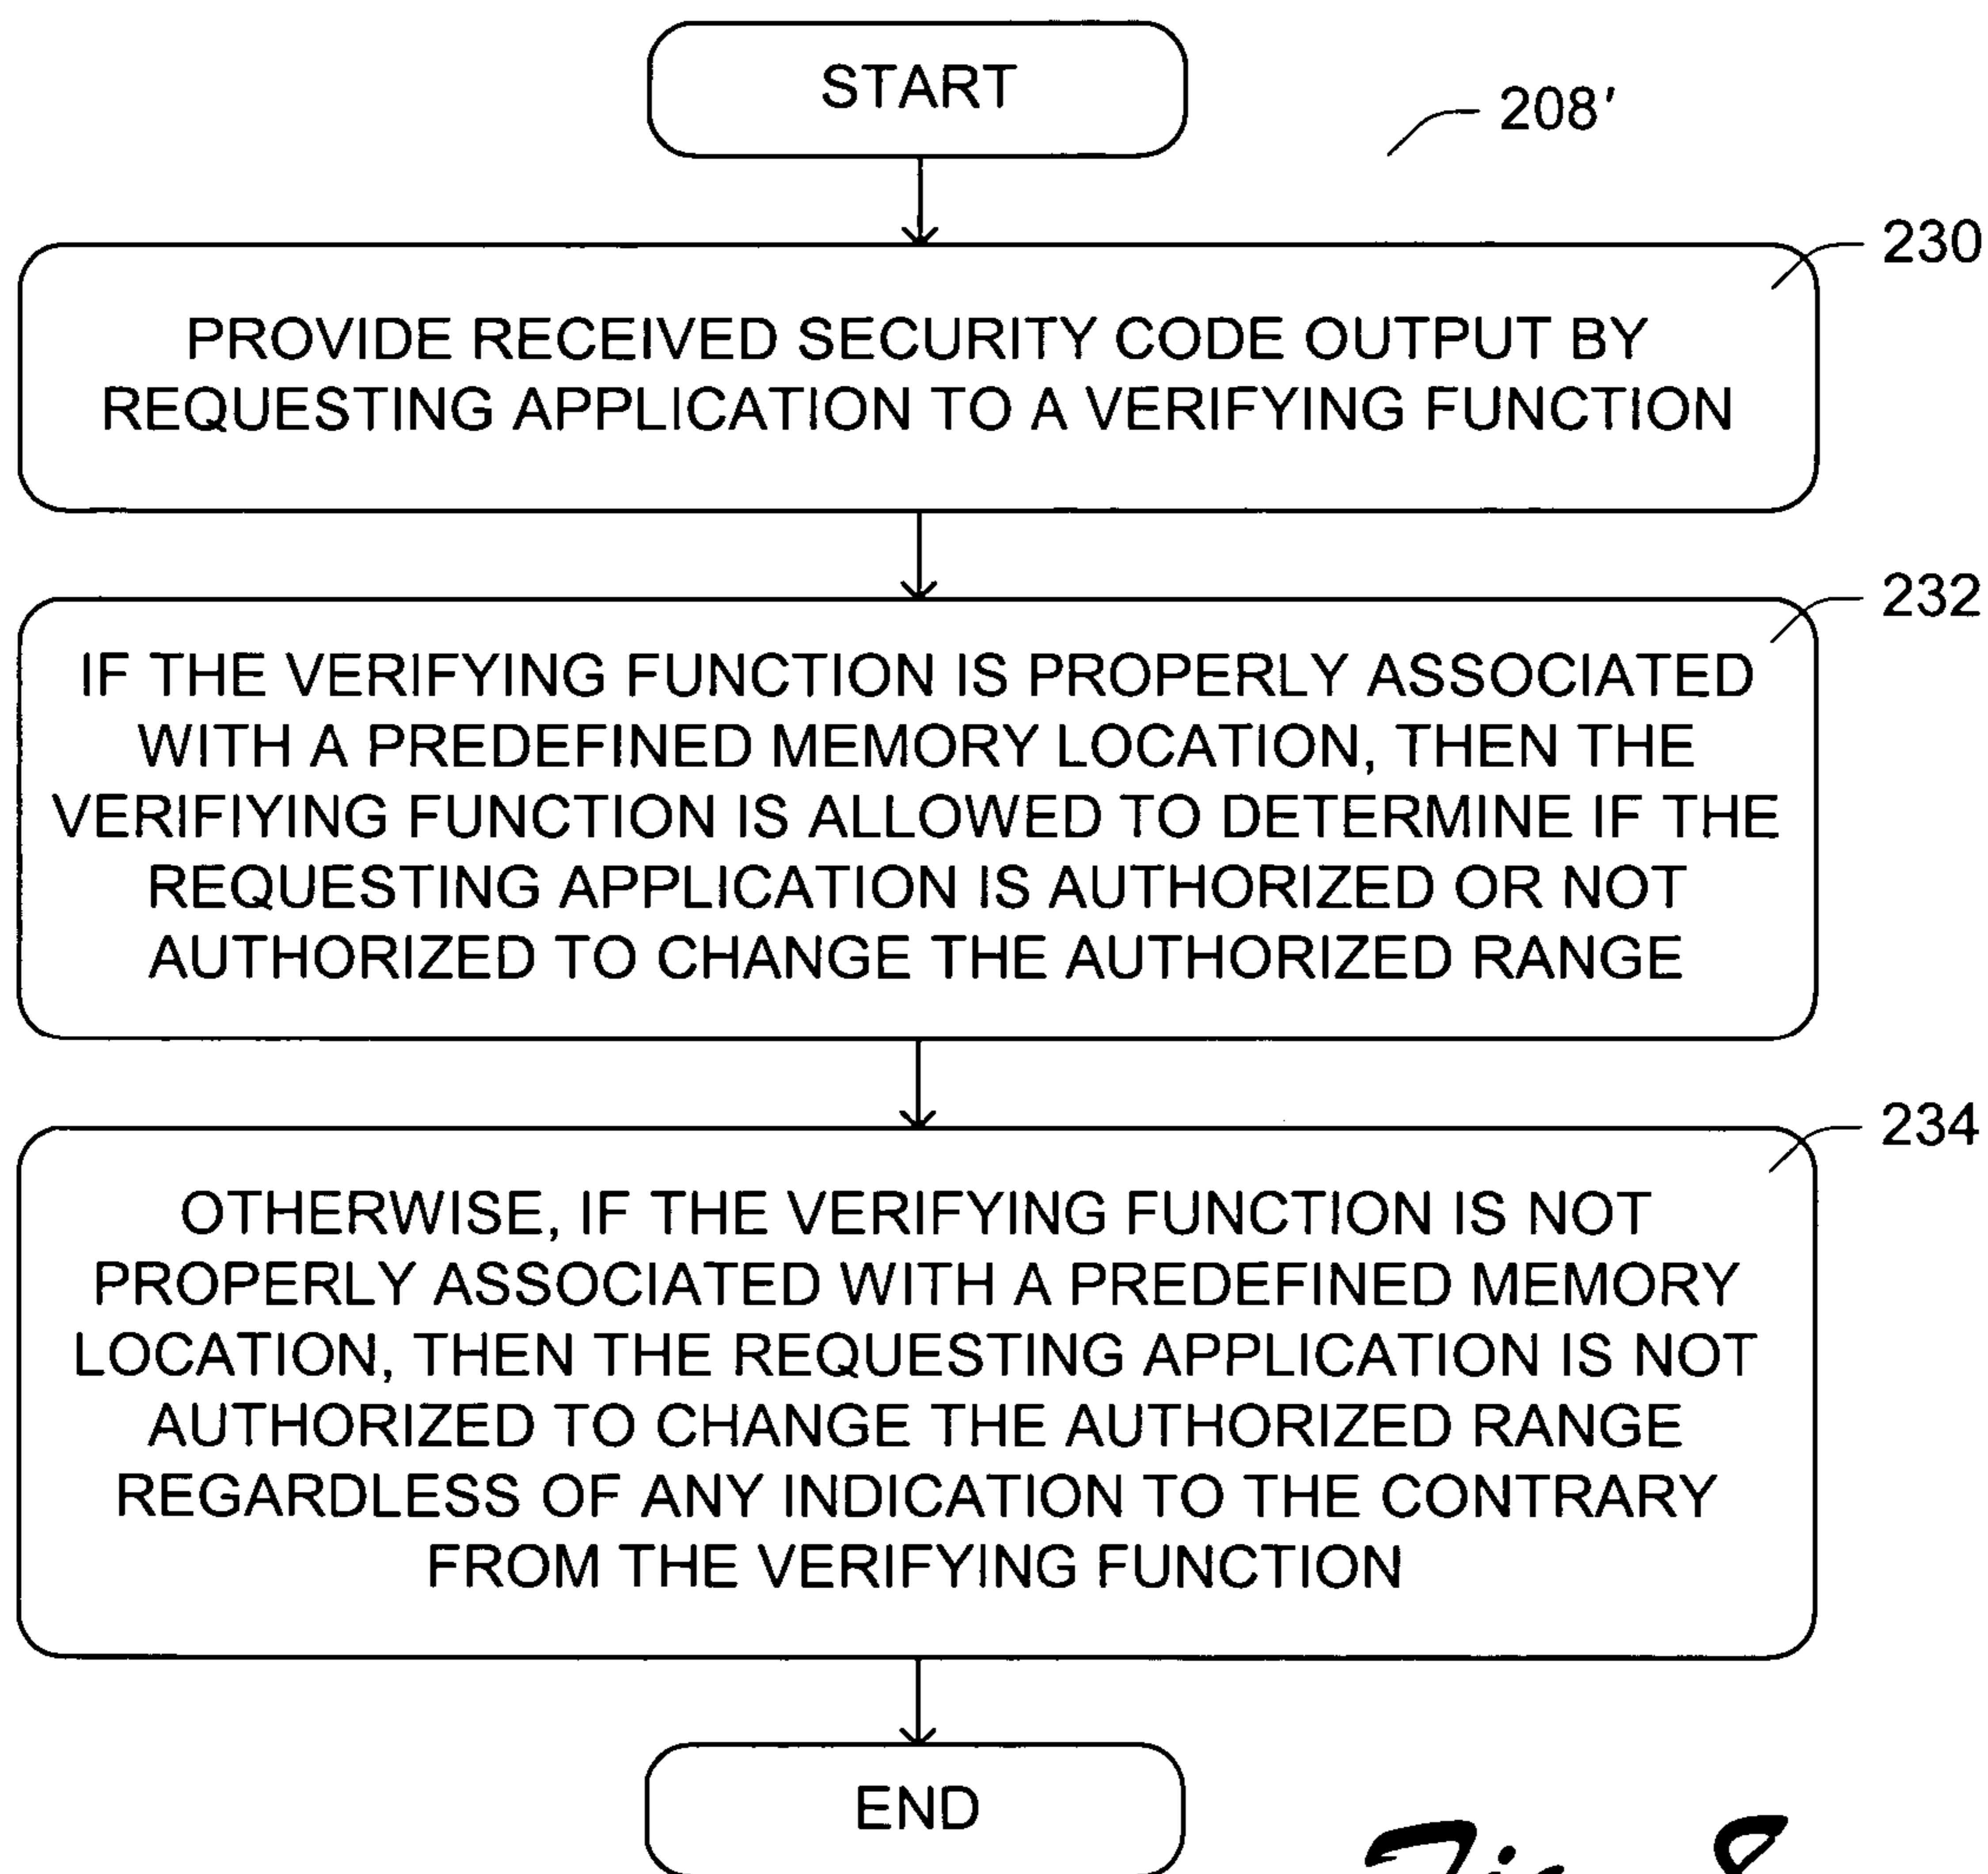 START
208'
230
PROVIDE RECEIVED SECURITY CODE OUTPUT BY
REQUESTING APPLICATION TO A VERIFYING FUNCTION
232
IF THE VERIFYING FUNCTION IS PROPERLY ASSOCIATED
WITH A PREDEFINED MEMORY LOCATION, THEN THE
VERIFIYING FUNCTION IS ALLOWED TO DETERMINE IF THE
REQUESTING APPLICATION IS AUTHORIZED OR NOT
AUTHORIZED TO CHANGE THE AUTHORIZED RANGE
234
OTHERWISE, IF THE VERIFYING FUNCTION IS NOT
PROPERLY ASSOCIATED WITH A PREDEFINED MEMORY
LOCATION, THEN THE REQUESTING APPLICATION IS NOT
AUTHORIZED TO CHANGE THE AUTHORIZED RANGE
REGARDLESS OF ANY INDICATION TO THE CONTRARY
FROM THE VERIFYING FUNCTION
END